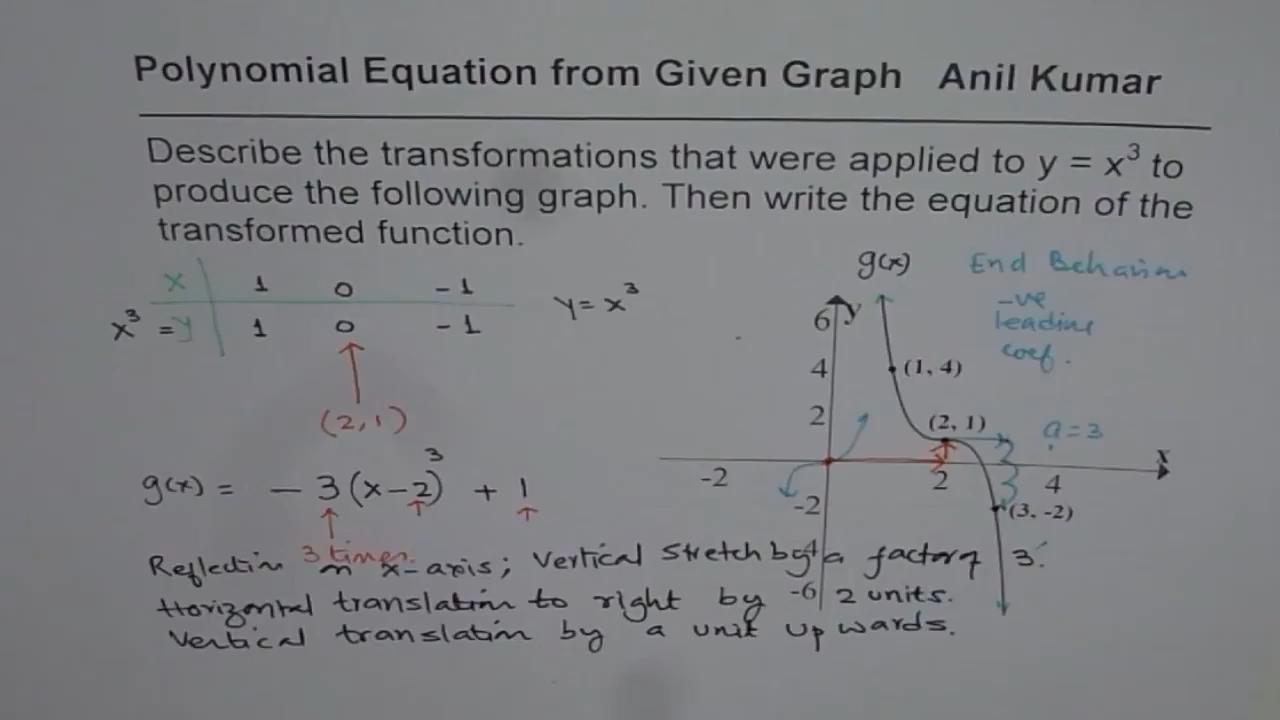 Polynomial Equation from Given Graph Anil Kumar
Describe the transformations that were applied to y = x³ to
produce the following graph. Then write the equation of the
transformed function.
x 1 0 -1
x³ = y 1 0 -1
y = x³
(2,1)
g(x) = - 3(x-2)³ + 1
3 times
Reflection in x-axis; Vertical stretch by a factor of 3.
Horizontal translation to right by 2 units.
Vertical translation by a unit upwards.
g(x)
End Behaviour
-ve
leading
coef.
6 y
4 (1, 4)
2 (2, 1) a = 3
x
-2 2 4
3
-2 (3, -2)
-4
-6